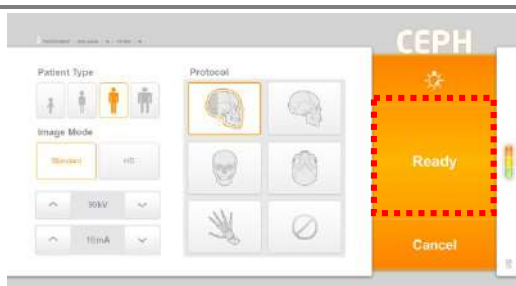 CEPH
Patient Type
Protocol
Image Mode
Standard
HD
Ready
90kV
10mA
Cancel